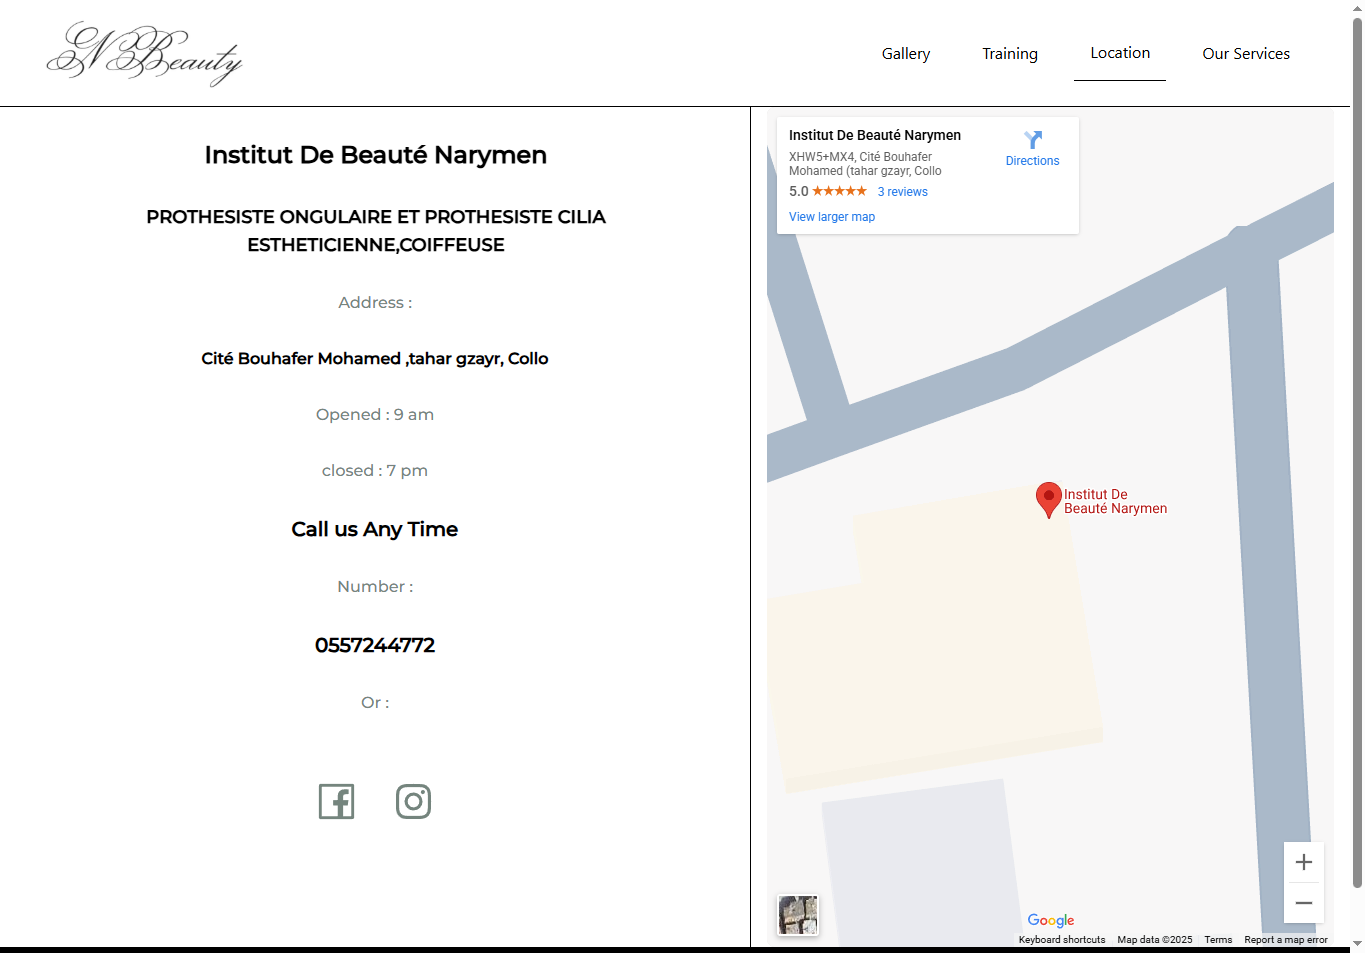 N Beauty
Gallery
Training
Location
Our Services
Institut De Beauté Narymen
PROTHESISTE ONGULAIRE ET PROTHESISTE CILIA
ESTHETICIENNE,COIFFEUSE
Address :
Cité Bouhafer Mohamed ,tahar gzayr, Collo
Opened : 9 am
closed : 7 pm
Call us Any Time
Number :
0557244772
Or :
Institut De Beauté Narymen
XHW5+MX4, Cité Bouhafer
Mohamed (tahar gzayr, Collo
5.0 ★★★★★ 3 reviews
View larger map
Directions
Institut De
Beauté Narymen
Google
Keyboard shortcuts
Map data ©2025
Terms
Report a map error